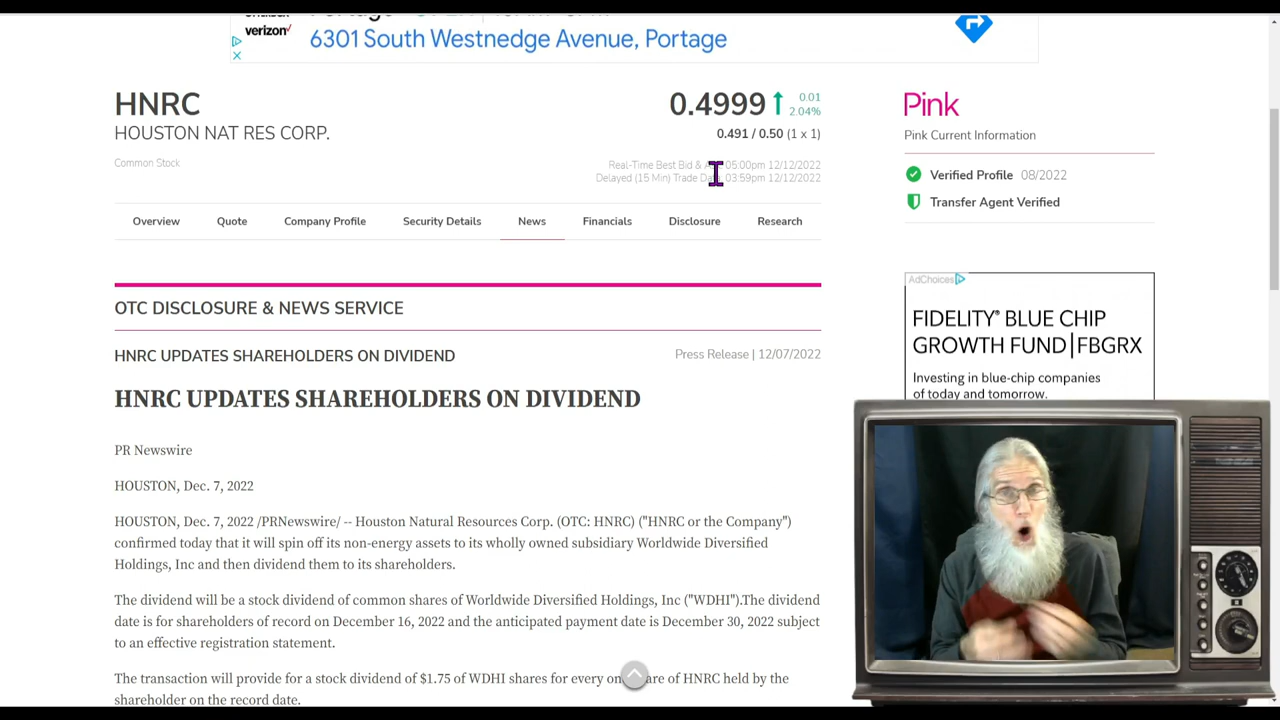 verizon✓
6301 South Westnedge Avenue, Portage
HNRC
HOUSTON NAT RES CORP.
Common Stock
0.4999
0.01
2.04%
0.491 / 0.50 (1 x 1)
Real-Time Best Bid & 05:00pm 12/12/2022
Delayed (15 Min) Trade 03:59pm 12/12/2022
Pink
Pink Current Information
Verified Profile 08/2022
Transfer Agent Verified
Overview Quote Company Profile Security Details News Financials Disclosure Research
OTC DISCLOSURE & NEWS SERVICE
HNRC UPDATES SHAREHOLDERS ON DIVIDEND
Press Release | 12/07/2022
HNRC UPDATES SHAREHOLDERS ON DIVIDEND
PR Newswire
HOUSTON, Dec. 7, 2022
HOUSTON, Dec. 7, 2022 /PRNewswire/ -- Houston Natural Resources Corp. (OTC: HNRC) ("HNRC or the Company")
confirmed today that it will spin off its non-energy assets to its wholly owned subsidiary Worldwide Diversified
Holdings, Inc and then dividend them to its shareholders.
The dividend will be a stock dividend of common shares of Worldwide Diversified Holdings, Inc ("WDHI").The dividend
date is for shareholders of record on December 16, 2022 and the anticipated payment date is December 30, 2022 subject
to an effective registration statement.
The transaction will provide for a stock dividend of $1.75 of WDHI shares for every of HNRC held by the
shareholder on the record date.
AdChoices
FIDELITY® BLUE CHIP
GROWTH FUND | FBGRX
Investing in blue-chip companies
of today and tomorrow.